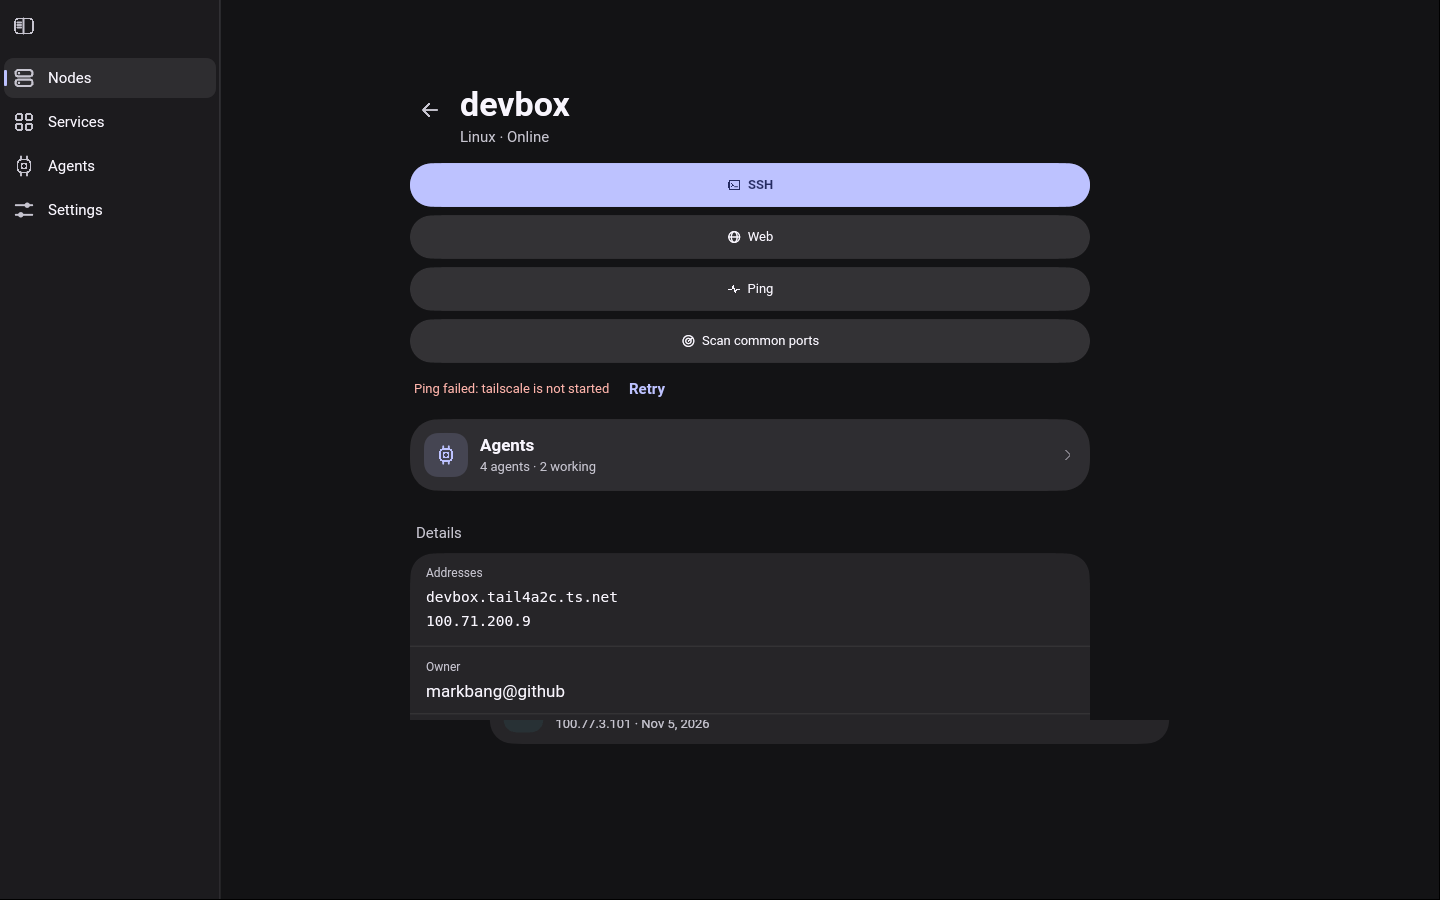 Nodes
Services
Agents
Settings
devbox
Linux · Online
SSH
Web
Ping
Scan common ports
Ping failed: tailscale is not started
Retry
Agents
4 agents · 2 working
Details
Addresses
devbox.tail4a2c.ts.net
100.71.200.9
Owner
markbang@github
100.77.3.101 · Nov 5, 2026